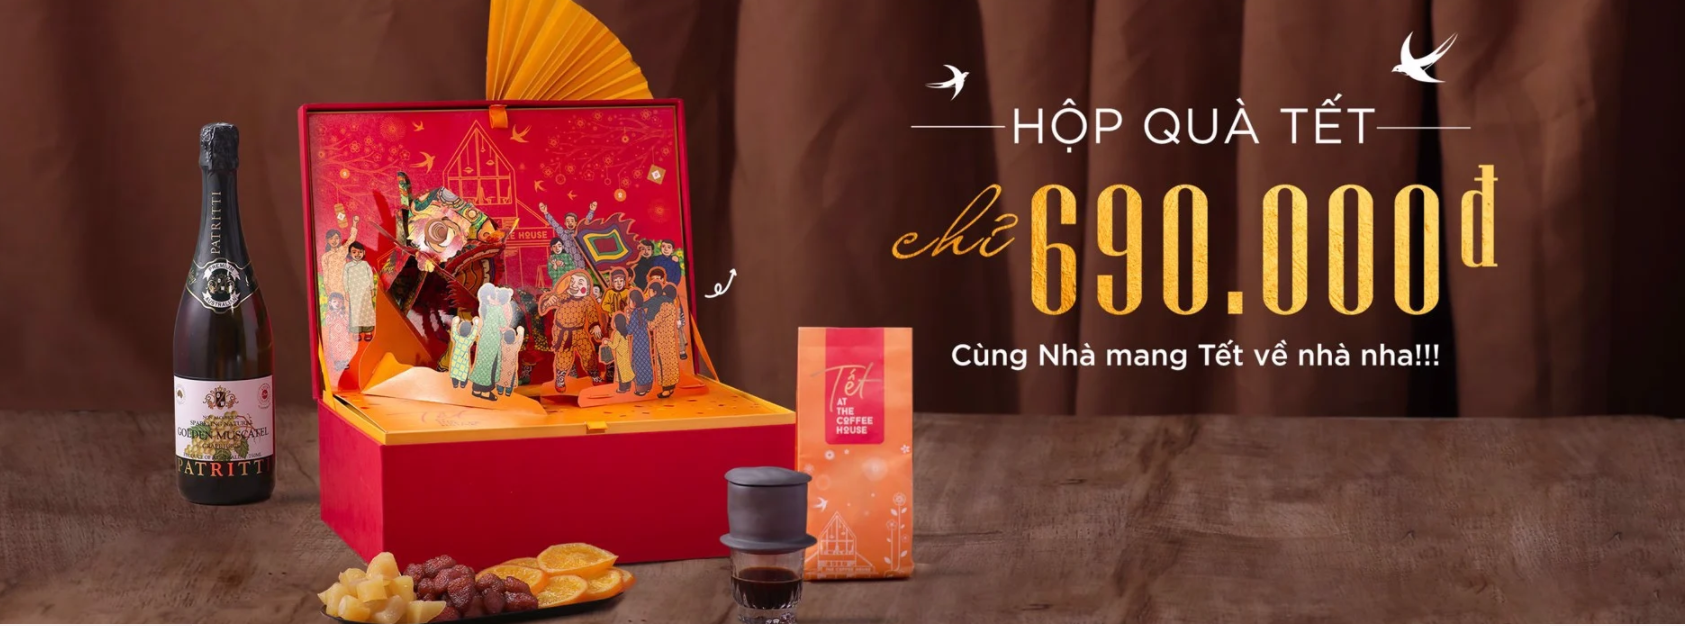 HỘP QUÀ TẾT
chỉ 690.000đ
Cùng Nhà mang Tết về nhà nha!!!
PATRITTI
GOLDEN MUSCATEL
PATRITTI
HOUSE
Tết
AT
THE
COFFEE
HOUSE